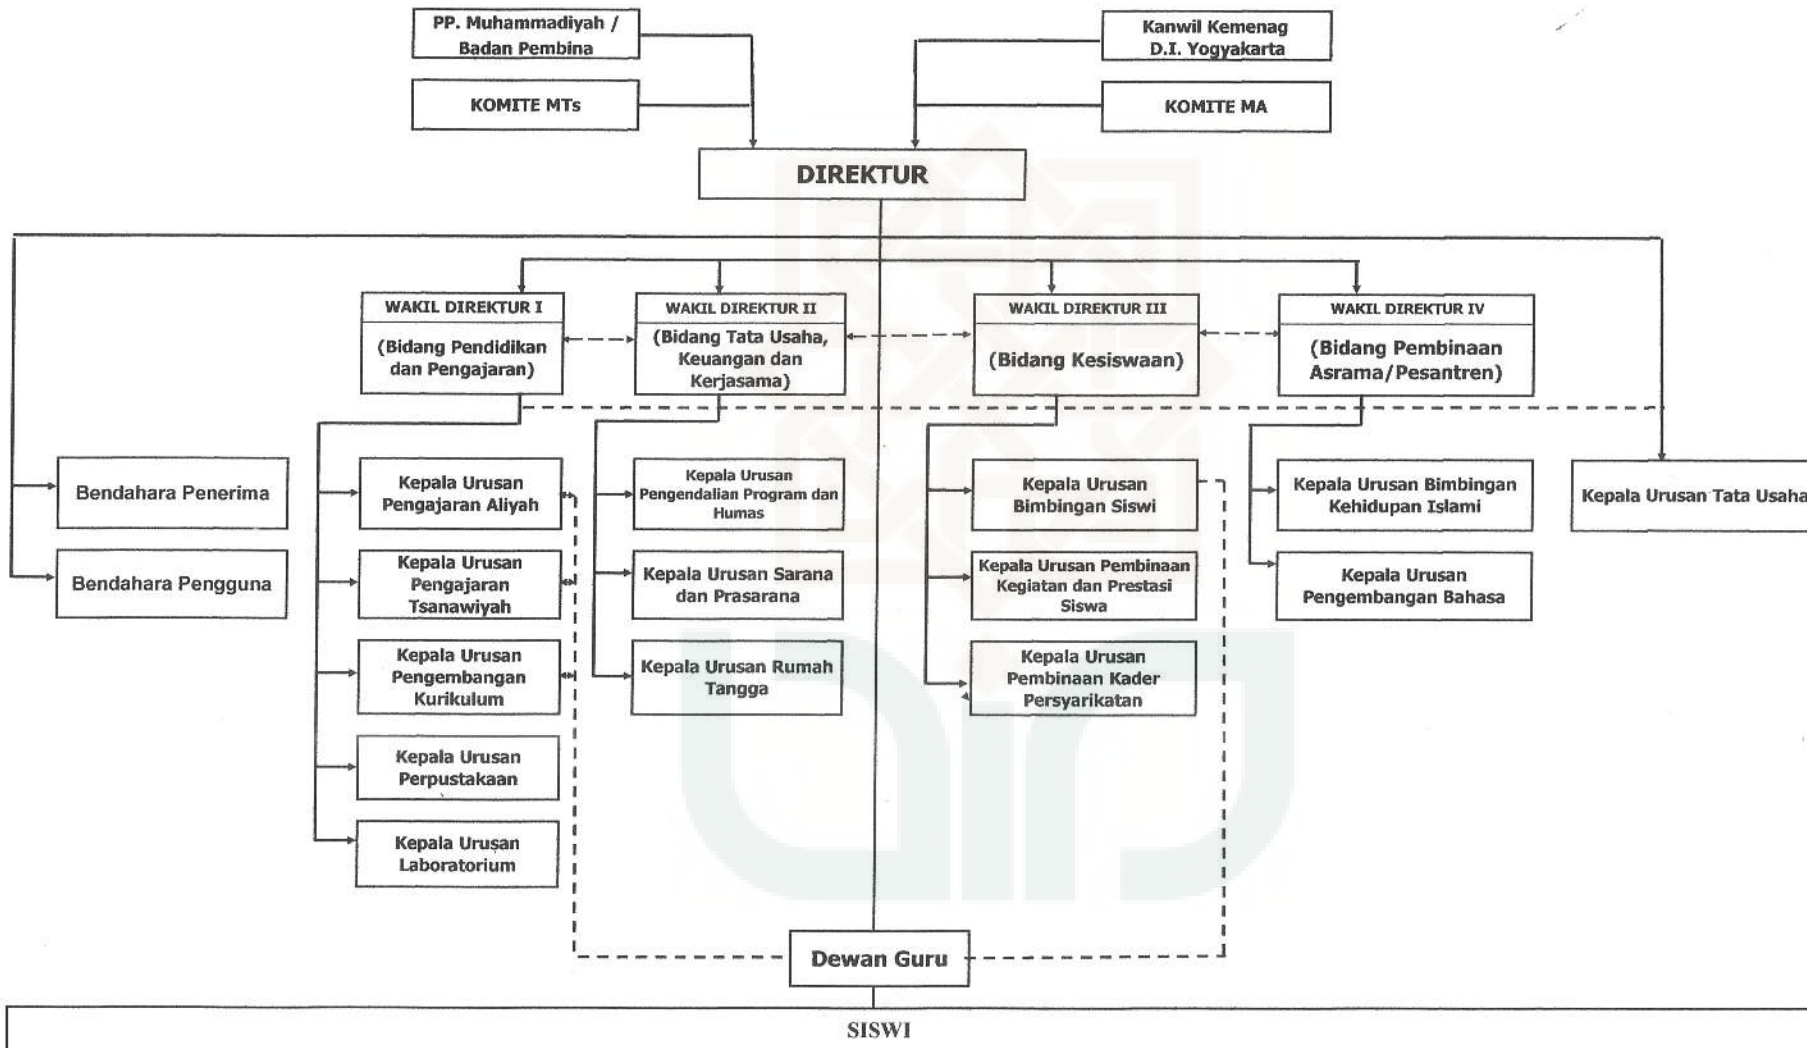 PP. Muhammadiyah /
Badan Pembina
Kanwil Kemenag
D.I. Yogyakarta
KOMITE MTs
KOMITE MA
DIREKTUR
WAKIL DIREKTUR I
(Bidang Pendidikan
dan Pengajaran)
WAKIL DIREKTUR II
(Bidang Tata Usaha,
Keuangan dan
Kerjasama)
WAKIL DIREKTUR III
(Bidang Kesiswaan)
WAKIL DIREKTUR IV
(Bidang Pembinaan
Asrama/Pesantren)
Bendahara Penerima
Bendahara Pengguna
Kepala Urusan
Pengajaran Aliyah
Kepala Urusan
Pengajaran
Tsanawiyah
Kepala Urusan
Pengembangan
Kurikulum
Kepala Urusan
Perpustakaan
Kepala Urusan
Laboratorium
Kepala Urusan
Pengendalian Program dan
Humas
Kepala Urusan Sarana
dan Prasarana
Kepala Urusan Rumah
Tangga
Kepala Urusan
Bimbingan Siswi
Kepala Urusan Pembinaan
Kegiatan dan Prestasi
Siswa
Kepala Urusan
Pembinaan Kader
Persyarikatan
Kepala Urusan Bimbingan
Kehidupan Islami
Kepala Urusan
Pengembangan Bahasa
Kepala Urusan Tata Usaha
Dewan Guru
SISWI